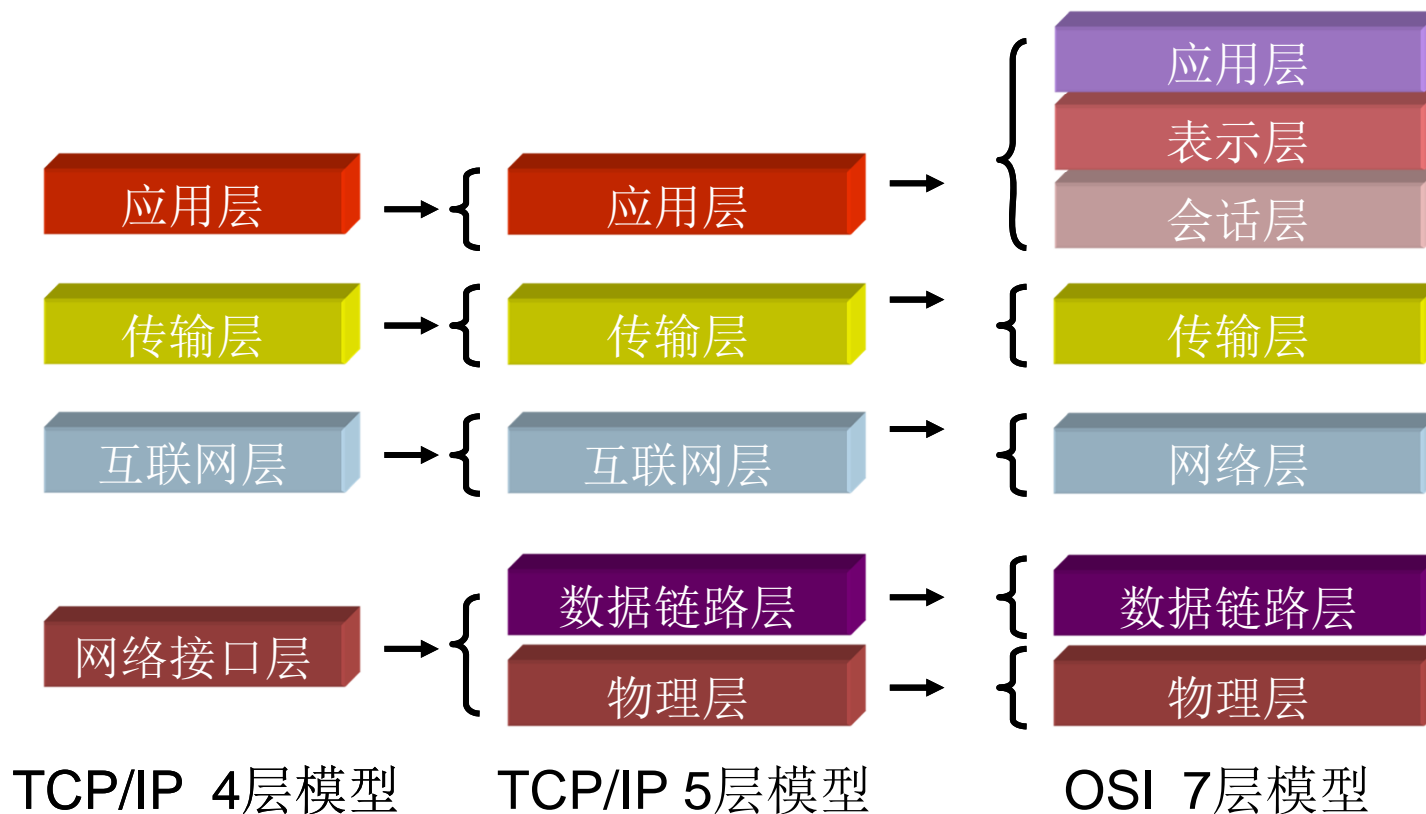 应用层
传输层
互联网层
网络接口层
TCP/IP 4层模型
应用层
传输层
互联网层
数据链路层
物理层
TCP/IP 5层模型
应用层
表示层
会话层
传输层
网络层
数据链路层
物理层
OSI 7层模型